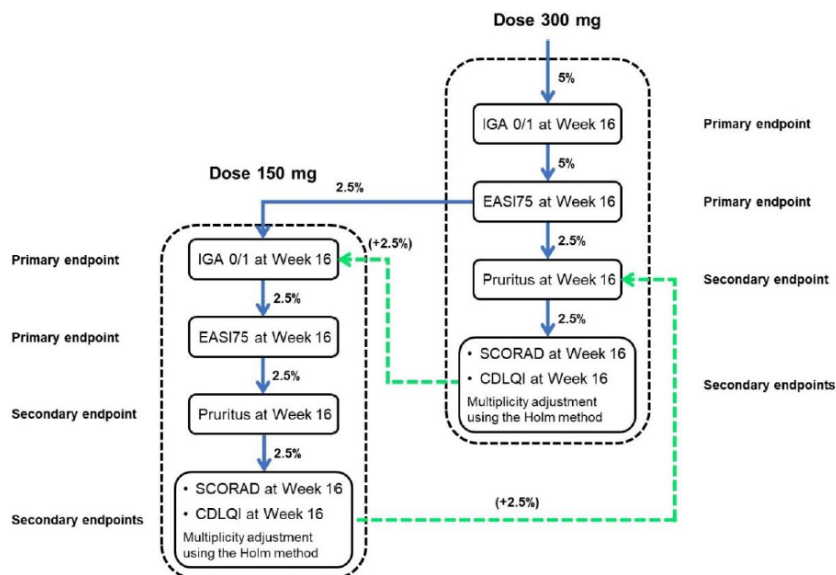 Dose 300 mg
5%
IGA 0/1 at Week 16
Primary endpoint
5%
Dose 150 mg
2.5%
EASI75 at Week 16
Primary endpoint
(+2.5%)
2.5%
Primary endpoint
IGA 0/1 at Week 16
Pruritus at Week 16
Secondary endpoint
2.5%
2.5%
Primary endpoint
EASI75 at Week 16
• SCORAD at Week 16
• CDLQI at Week 16
Multiplicity adjustment
using the Holm method
Secondary endpoints
2.5%
Secondary endpoint
Pruritus at Week 16
2.5%
• SCORAD at Week 16
• CDLQI at Week 16
Multiplicity adjustment
using the Holm method
Secondary endpoints
(+2.5%)